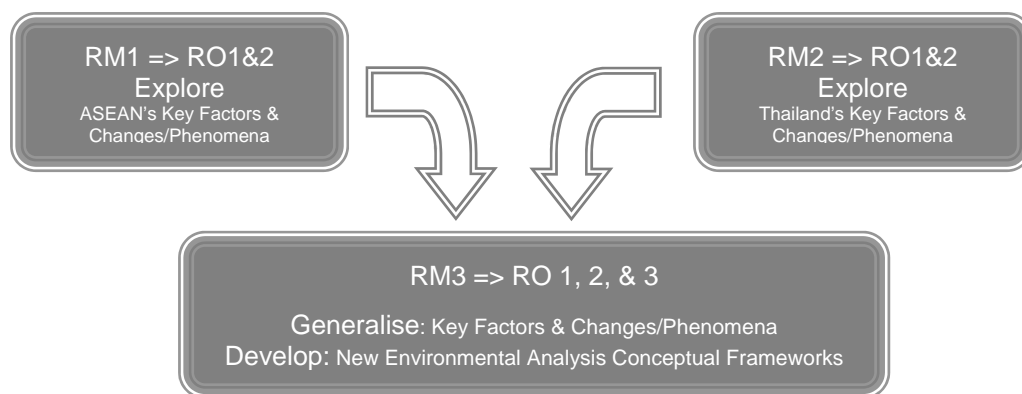 RM1 => RO1&2
Explore
ASEAN's Key Factors &
Changes/Phenomena
RM2 => RO1&2
Explore
Thailand's Key Factors &
Changes/Phenomena
RM3 => RO 1, 2, & 3
Generalise: Key Factors & Changes/Phenomena
Develop: New Environmental Analysis Conceptual Frameworks